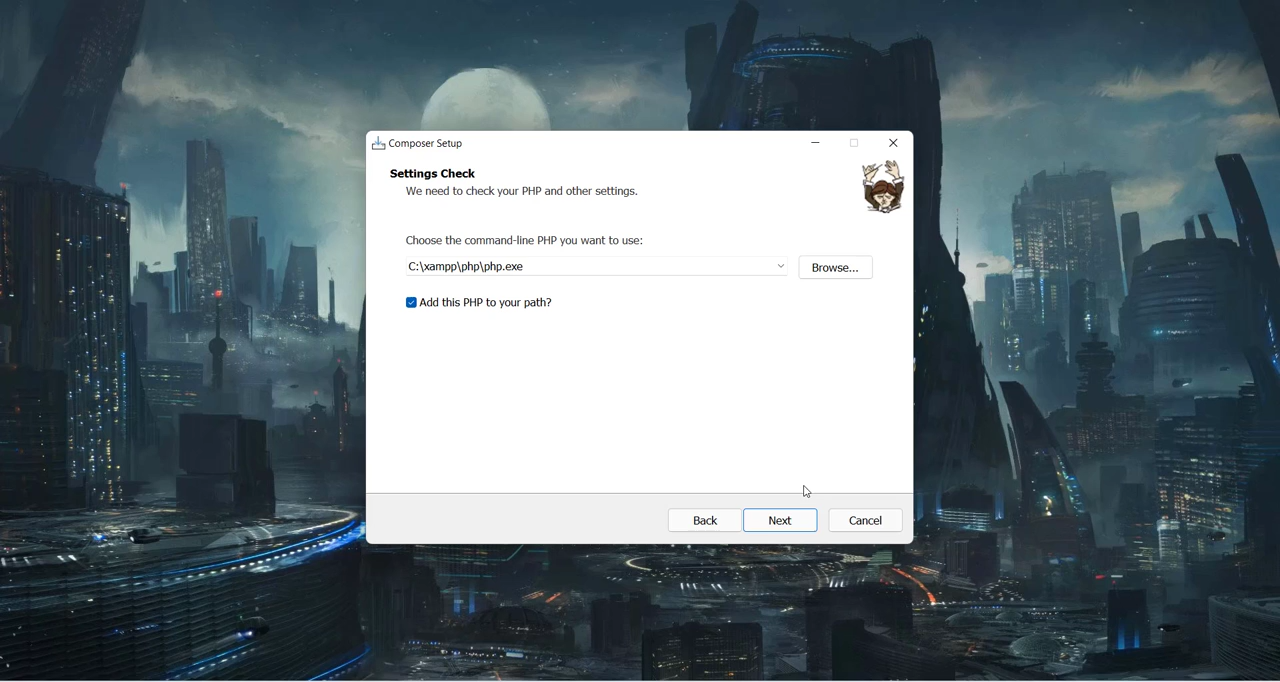 Composer Setup
Settings Check
We need to check your PHP and other settings.
Choose the command-line PHP you want to use:
C:\xampp\php\php.exe
Browse...
Add this PHP to your path?
Back
Next
Cancel